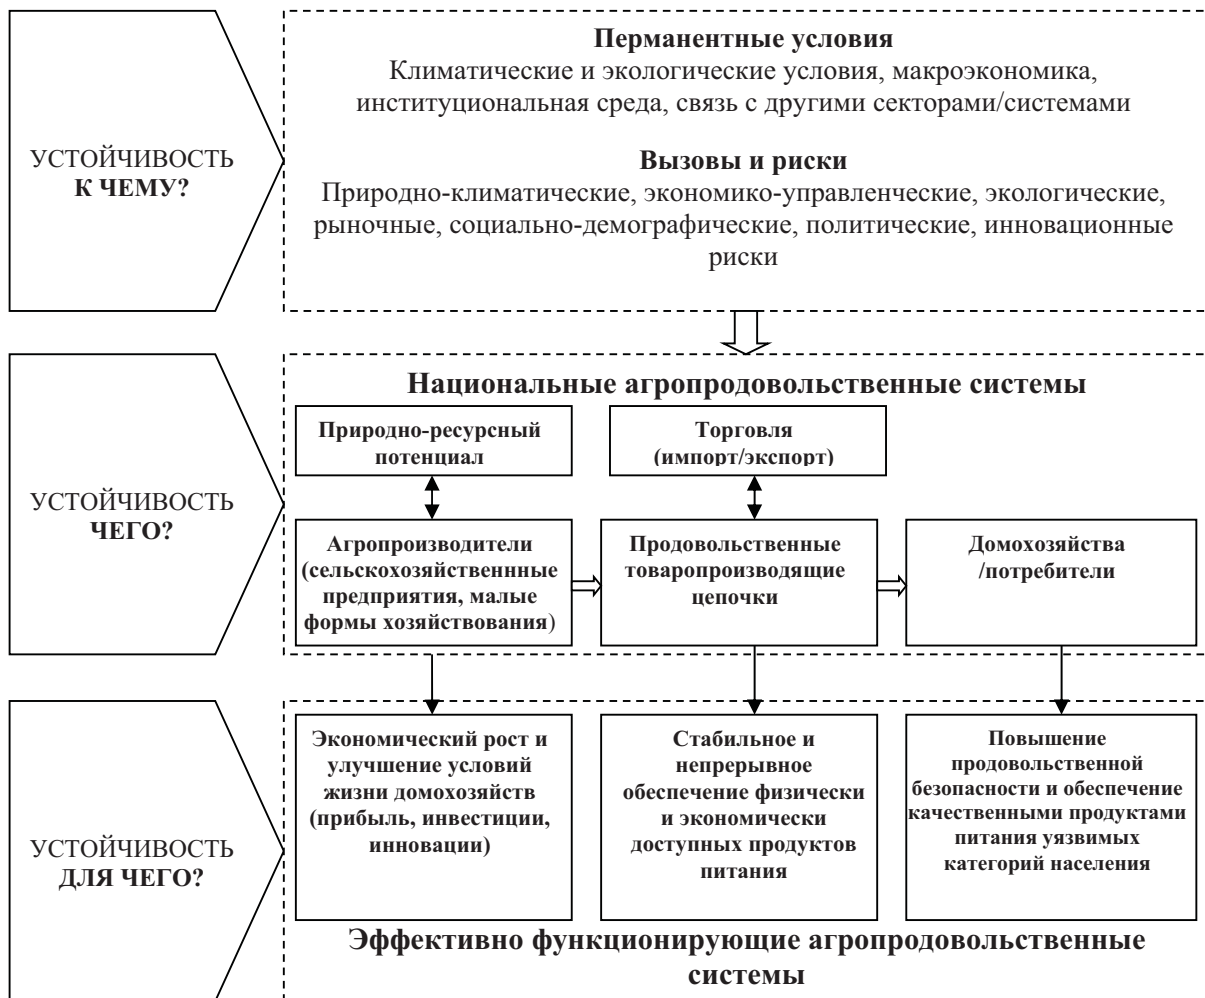 УСТОЙЧИВОСТЬ
К ЧЕМУ?
Перманентные условия
Климатические и экологические условия, макроэкономика,
институциональная среда, связь с другими секторами/системами
Вызовы и риски
Природно-климатические, экономико-управленческие, экологические,
рыночные, социально-демографические, политические, инновационные
риски
УСТОЙЧИВОСТЬ
ЧЕГО?
Национальные агропродовольственные системы
Природно-ресурсный
потенциал
Торговля
(импорт/экспорт)
Агропроизводители
(сельскохозяйственнные
предприятия, малые
формы хозяйствования)
Продовольственные
товаропроизводящие
цепочки
Домохозяйства
/потребители
УСТОЙЧИВОСТЬ
ДЛЯ ЧЕГО?
Экономический рост и
улучшение условий
жизни домохозяйств
(прибыль, инвестиции,
инновации)
Стабильное и
непрерывное
обеспечение физически
и экономически
доступных продуктов
питания
Повышение
продовольственной
безопасности и обеспечение
качественными продуктами
питания уязвимых
категорий населения
Эффективно функционирующие агропродовольственные
системы